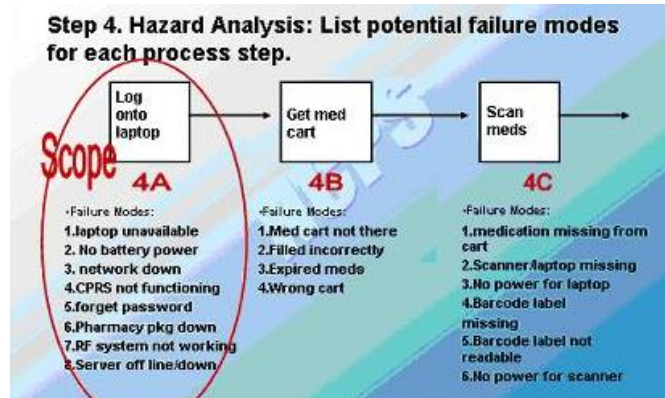 Step 4. Hazard Analysis: List potential failure modes
for each process step.
Log
onto
laptop
Get med
cart
Scan
meds
Scope
4A
4B
4C
-Failure Modes:
1.laptop unavailable
2. No battery power
3. network down
4.CPRS not functioning
5.forget password
6.Pharmacy pkg down
7.RF system not working
8.Server off line/down
-Failure Modes:
1.Med cart not there
2.Filled incorrectly
3.Expired meds
4.Wrong cart
-Failure Modes:
1.medication missing from
cart
2.Scanner/laptop missing
3.No power for laptop
4.Barcode label
missing
5.Barcode label not
readable
6.No power for scanner